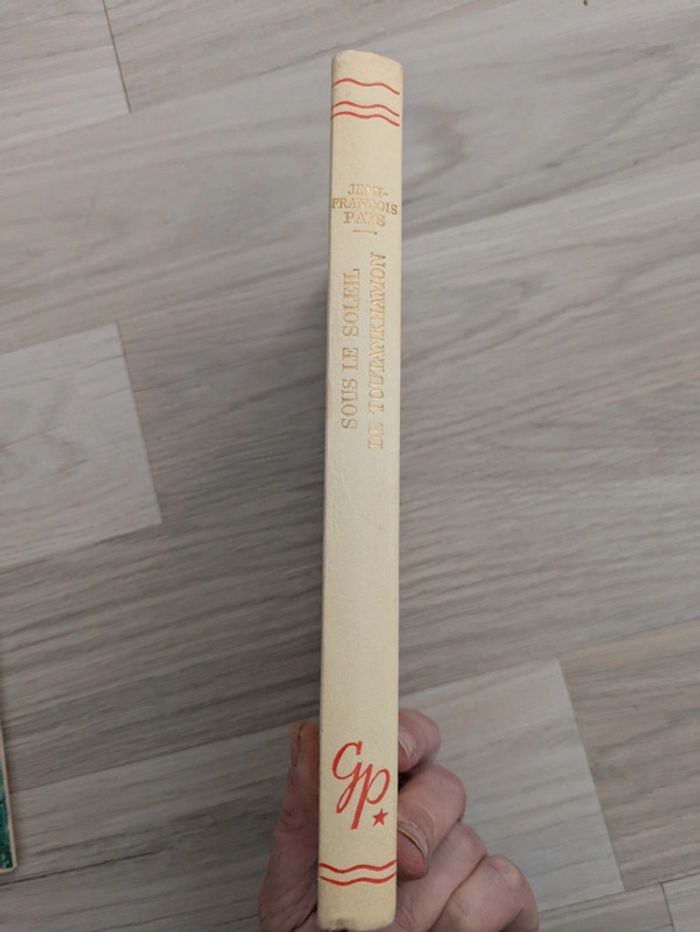 JEAN-
FRANÇOIS
PAYS
SOUS LE SOLEIL
DE TOUTANKHAMON
Gp